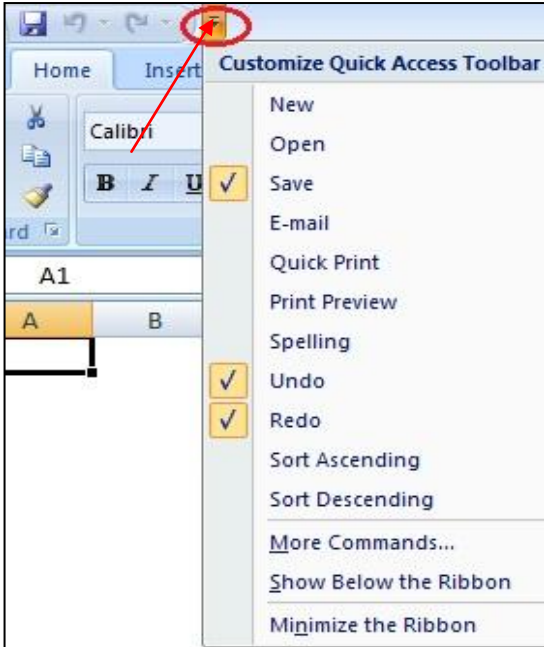 Home Insert
Customize Quick Access Toolbar
New
Calibri
Open
B I U
Save
E-mail
rd
Quick Print
A1
Print Preview
A B
Spelling
Undo
Redo
Sort Ascending
Sort Descending
More Commands...
Show Below the Ribbon
Minimize the Ribbon